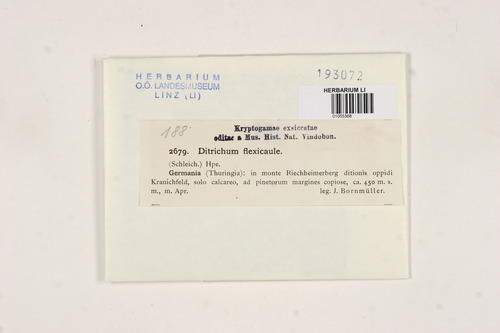 HERBARIUM
O.Ö. LANDESMUSEUM
LINZ (LI)
193072
HERBARIUM LI
188
Kryptogamae exsiccatae
editae a Mus. Hist. Nat. Vindobon.
2679. Ditrichum flexicaule.
(Schleich.) Hpe.
Germania (Thuringia): in monte Riechheimerberg ditionis oppidi
Kranichfeld, solo calcareo, ad pinetorum margines copiose, ca. 450 m. s.
m., m. Apr. leg. J. Bornmüller.